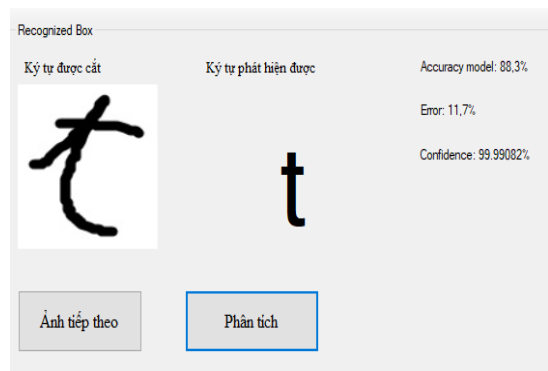 Recognized Box
Ký tự được cắt
Ký tự phát hiện được
Accuracy model: 88,3%
Error: 11,7%
Confidence: 99.99082%
t
t
Ảnh tiếp theo
Phân tích